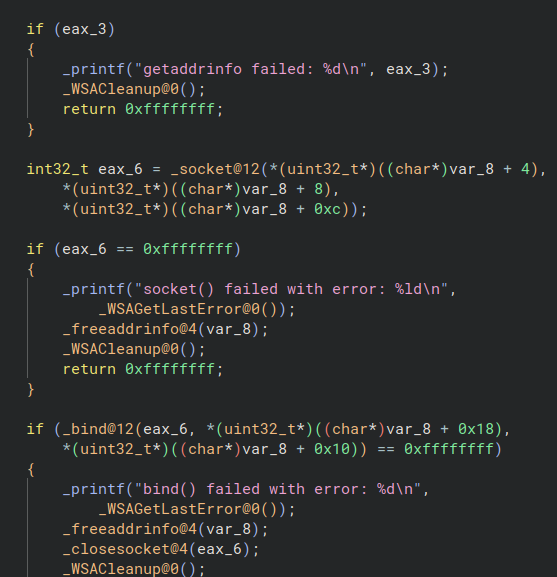 if (eax_3)
{
    _printf("getaddrinfo failed: %d\n", eax_3);
    _WSACleanup@0();
    return 0xffffffff;
}

int32_t eax_6 = _socket@12(*(uint32_t*)((char*)var_8 + 4),
    *(uint32_t*)((char*)var_8 + 8),
    *(uint32_t*)((char*)var_8 + 0xc));

if (eax_6 == 0xffffffff)
{
    _printf("socket() failed with error: %ld\n",
        _WSAGetLastError@0());
    _freeaddrinfo@4(var_8);
    _WSACleanup@0();
    return 0xffffffff;
}

if (_bind@12(eax_6, *(uint32_t*)((char*)var_8 + 0x18),
    *(uint32_t*)((char*)var_8 + 0x10)) == 0xffffffff)
{
    _printf("bind() failed with error: %d\n",
        _WSAGetLastError@0());
    _freeaddrinfo@4(var_8);
    _closesocket@4(eax_6);
    _WSACleanup@0();